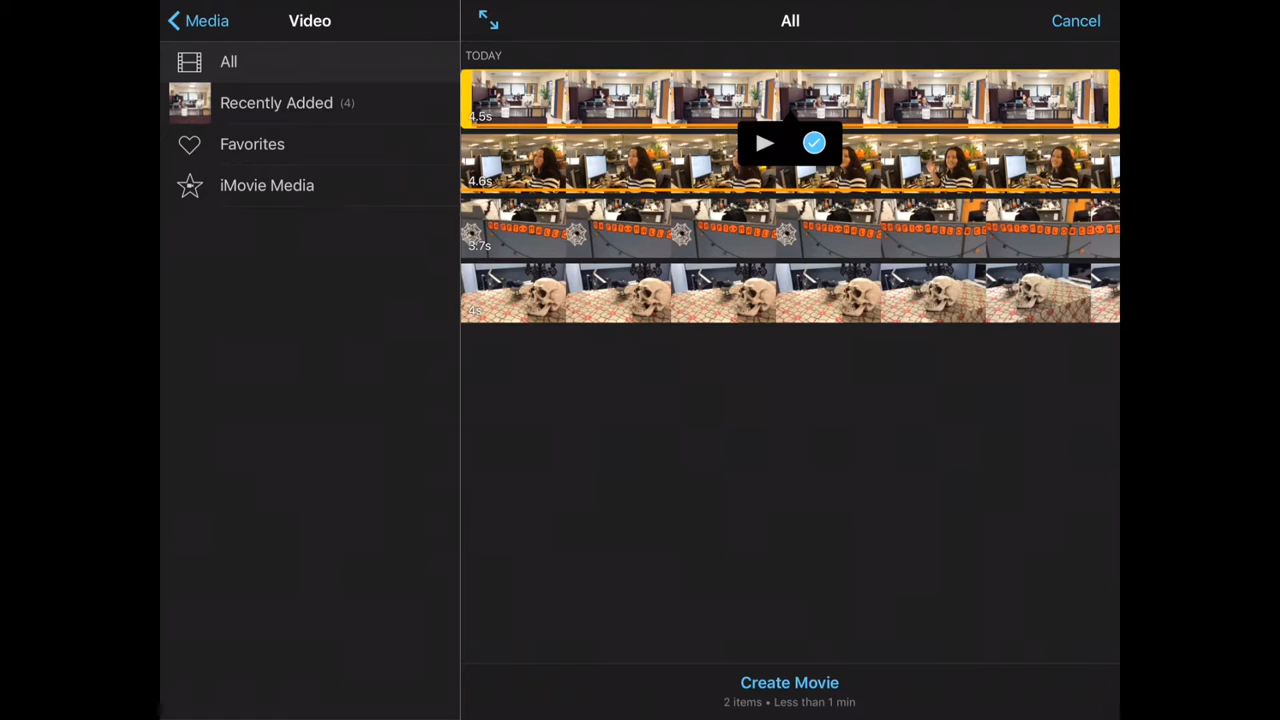 Media
Video
All
Cancel
All
Recently Added (4)
Favorites
iMovie Media
TODAY
4.5s
4.6s
3.7s
4s
Create Movie
2 items • Less than 1 min